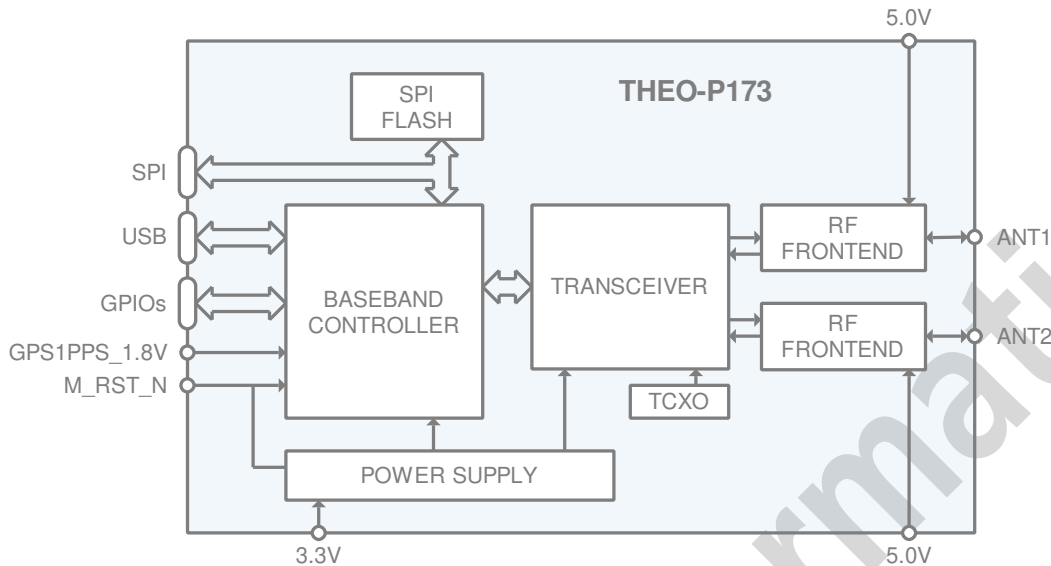 5.0V
THEO-P173
SPI
FLASH
SPI
USB
GPIOs
GPS1PPS_1.8V
M_RST_N
BASEBAND
CONTROLLER
TRANSCEIVER
RF
FRONTEND
ANT1
RF
FRONTEND
ANT2
TCXO
POWER SUPPLY
3.3V
5.0V
rmati